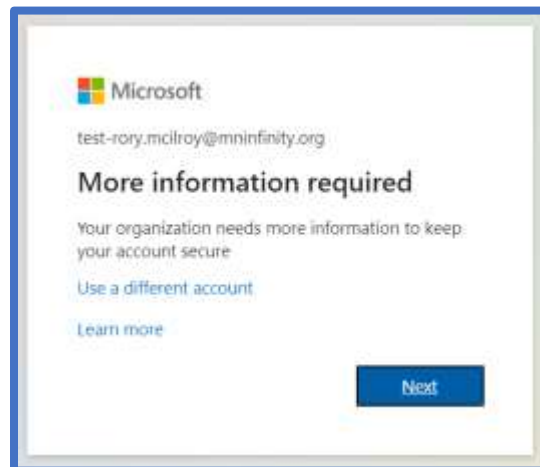 Microsoft
test-rory.mcilroy@mninfinity.org
More information required
Your organization needs more information to keep
your account secure
Use a different account
Learn more
Next